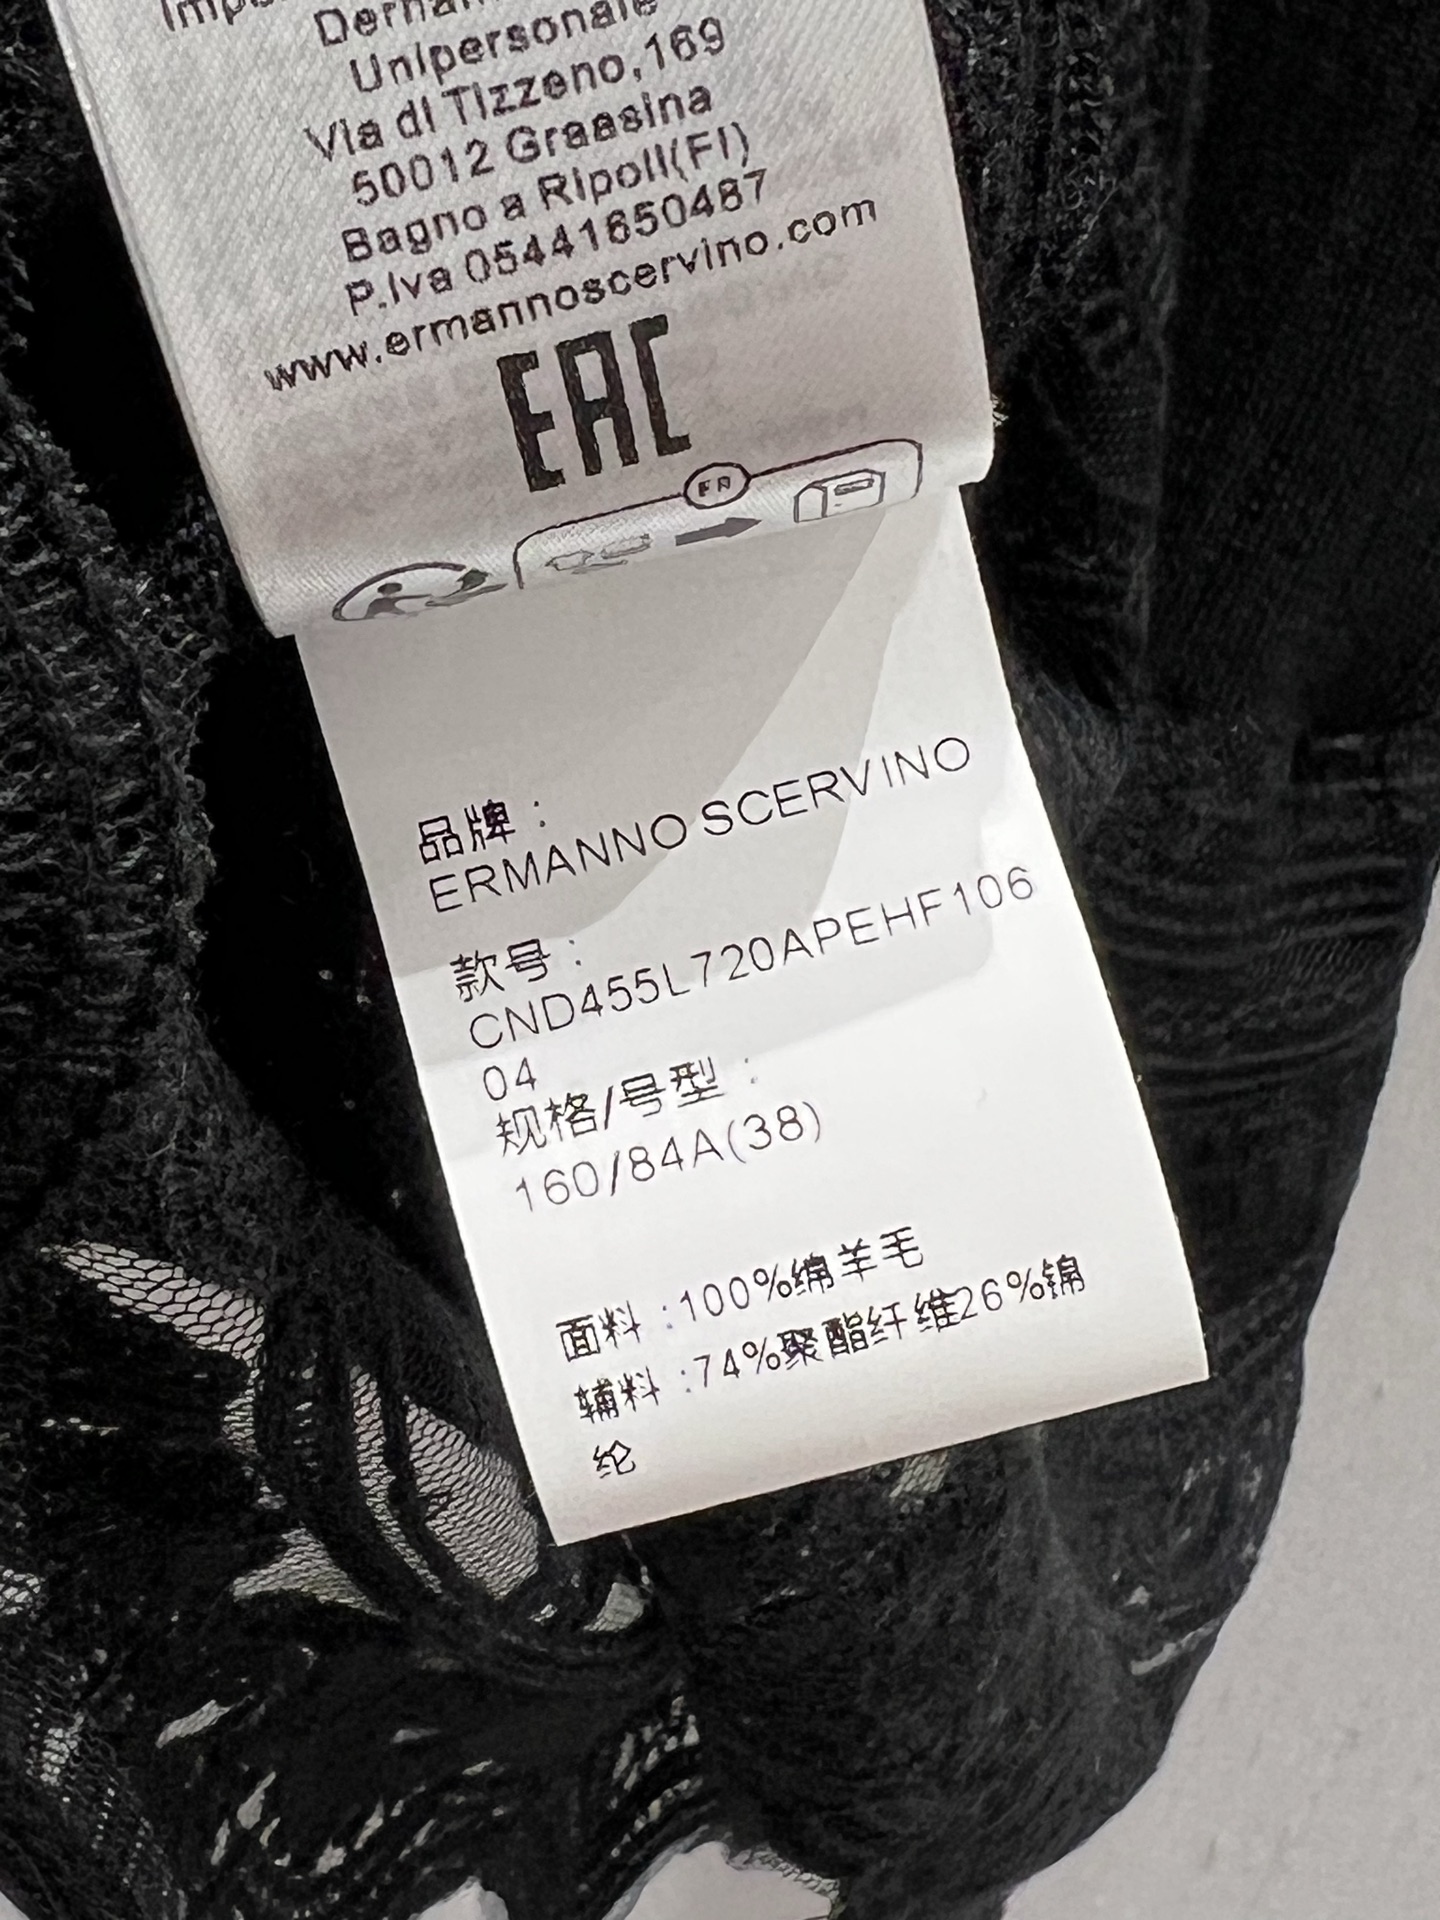 Unipersonale
Via di Tizzeno,169
50012 Graasina
Bagno a Ripoli(FI)
P.Iva 05441650487
www.ermannoscervino.com
EAC
FR
品牌：
ERMANNO SCERVINO
款号：
CND455L720APEHF106
04
规格/号型：
160/84A(38)
面料:100%绵羊毛
辅料:74%聚酯纤维26%锦
纶